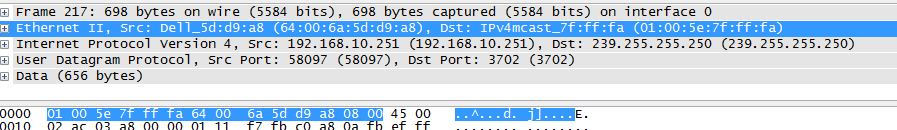 Frame 217: 698 bytes on wire (5584 bits), 698 bytes captured (5584 bits) on interface 0
Ethernet II, Src: Dell_5d:d9:a8 (64:00:6a:5d:d9:a8), Dst: IPv4mcast_7f:ff:fa (01:00:5e:7f:ff:fa)
Internet Protocol Version 4, Src: 192.168.10.251 (192.168.10.251), Dst: 239.255.255.250 (239.255.255.250)
User Datagram Protocol, Src Port: 58097 (58097), Dst Port: 3702 (3702)
Data (656 bytes)
0000 01 00 5e 7f ff fa 64 00 6a 5d d9 a8 08 00 45 00 ..^...d. j]....E.
0010 02 ac 03 a8 00 00 01 11 f7 fb c0 a8 0a fb ef ff ........ ........